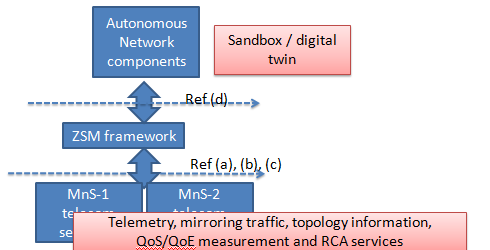 Autonomous
Network
components
Sandbox / digital
twin
Ref (d)
ZSM framework
Ref (a), (b), (c)
MnS-1
MnS-2
Telemetry, mirroring traffic, topology information,
QoS/QoE measurement and RCA services